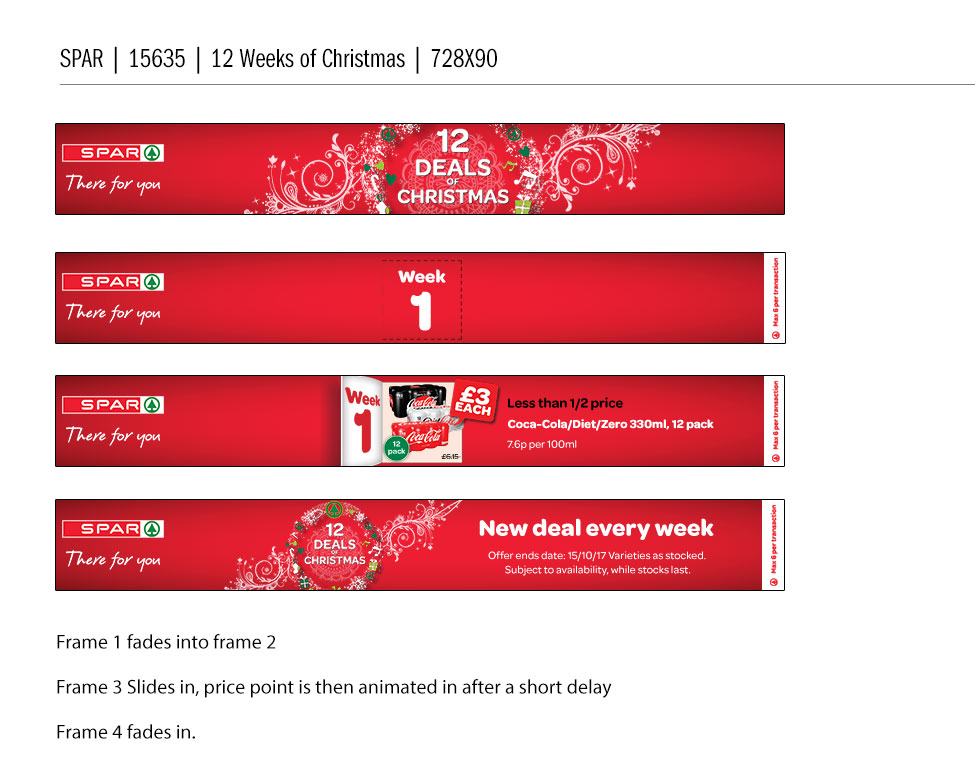 SPAR | 15635 | 12 Weeks of Christmas | 728X90
SPAR
There for you
12
DEALS
OF
CHRISTMAS
SPAR
There for you
Week
1
Max 6 per transaction
SPAR
There for you
Week
1
Coca-Cola
12
pack
£3
EACH
£6.15
Less than 1/2 price
Coca-Cola/Diet/Zero 330ml, 12 pack
7.6p per 100ml
Max 6 per transaction
SPAR
There for you
12
DEALS
OF
CHRISTMAS
New deal every week
Offer ends date: 15/10/17 Varieties as stocked.
Subject to availability, while stocks last.
Max 6 per transaction
Frame 1 fades into frame 2
Frame 3 Slides in, price point is then animated in after a short delay
Frame 4 fades in.